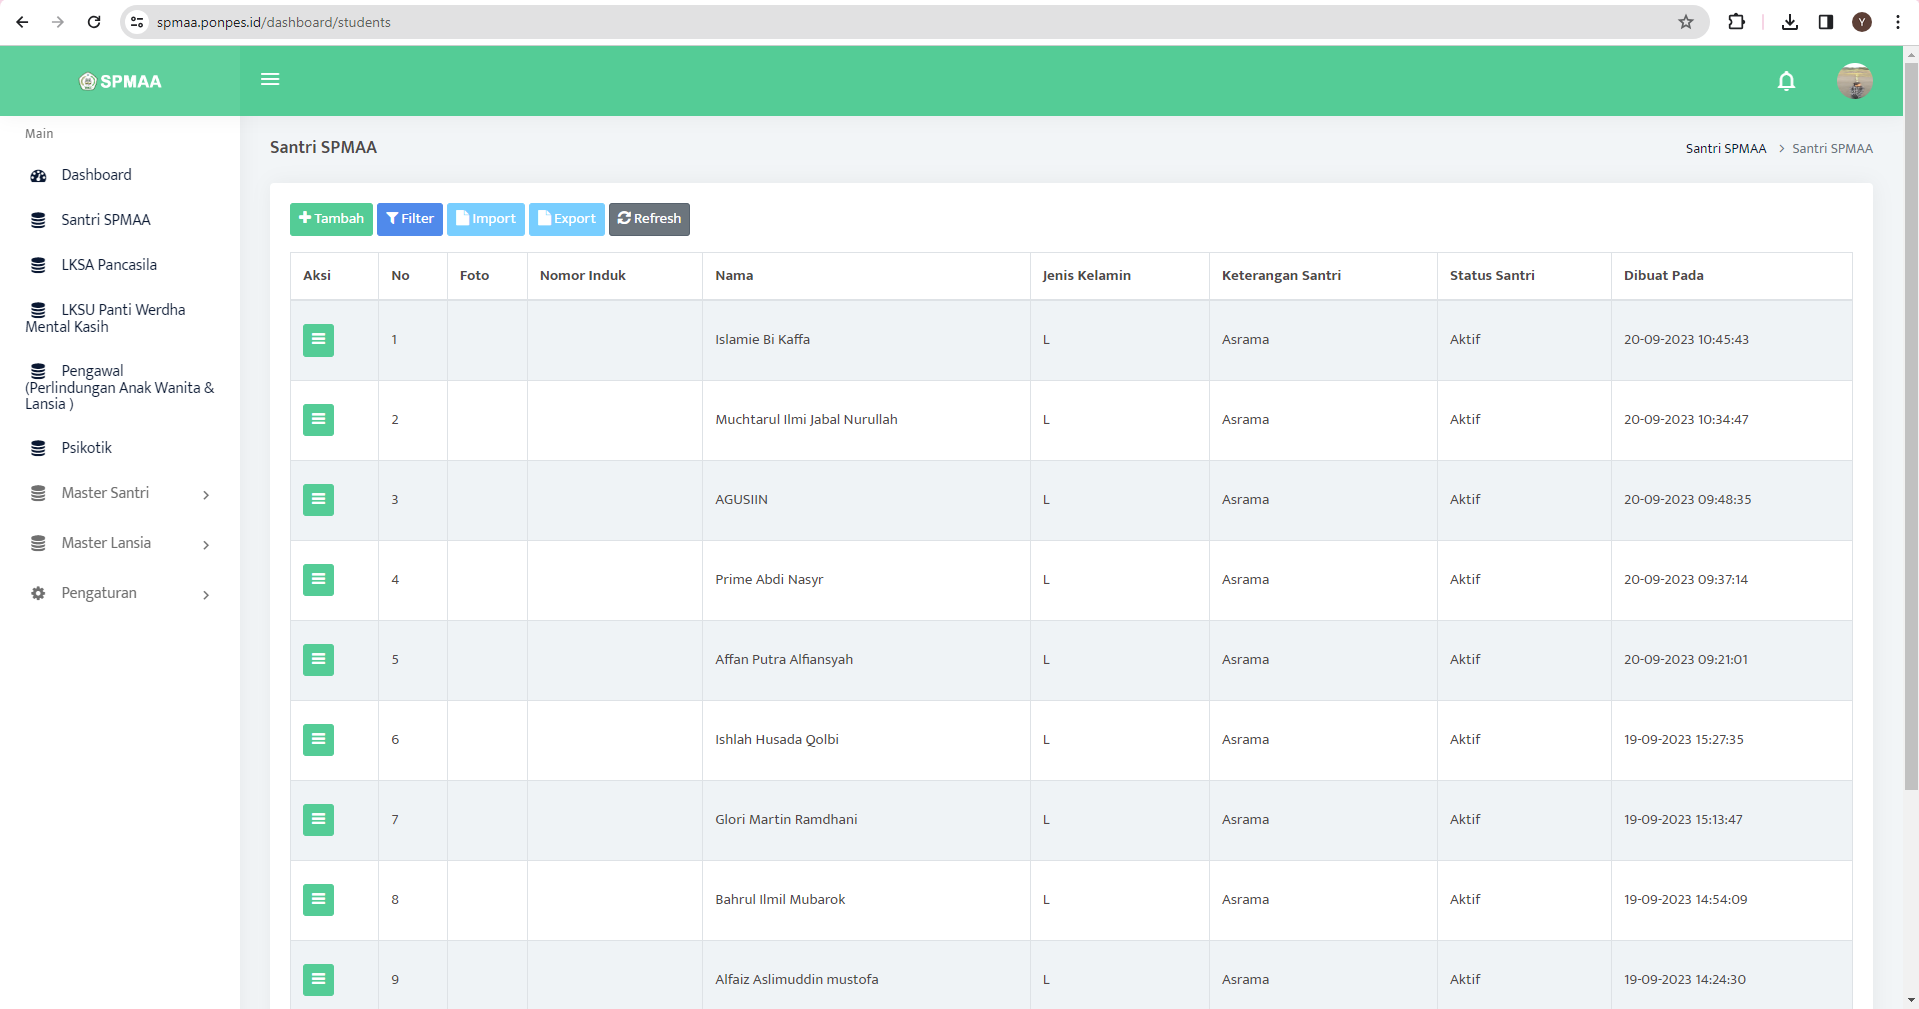 spmaa.ponpes.id/dashboard/students
Y
SPMAA
Main
Dashboard
Santri SPMAA
LKSA Pancasila
LKSU Panti Werdha
Mental Kasih
Pengawal
(Perlindungan Anak Wanita &
Lansia )
Psikotik
Master Santri
Master Lansia
Pengaturan
Santri SPMAA
Santri SPMAA > Santri SPMAA
Tambah Filter Import Export Refresh
Aksi No Foto Nomor Induk Nama Jenis Kelamin Keterangan Santri Status Santri Dibuat Pada
1 Islamie Bi Kaffa L Asrama Aktif 20-09-2023 10:45:43
2 Muchtarul Ilmi Jabal Nurullah L Asrama Aktif 20-09-2023 10:34:47
3 AGUSIIN L Asrama Aktif 20-09-2023 09:48:35
4 Prime Abdi Nasyr L Asrama Aktif 20-09-2023 09:37:14
5 Affan Putra Alfiansyah L Asrama Aktif 20-09-2023 09:21:01
6 Ishlah Husada Qolbi L Asrama Aktif 19-09-2023 15:27:35
7 Glori Martin Ramdhani L Asrama Aktif 19-09-2023 15:13:47
8 Bahrul Ilmil Mubarok L Asrama Aktif 19-09-2023 14:54:09
9 Alfaiz Aslimuddin mustofa L Asrama Aktif 19-09-2023 14:24:30